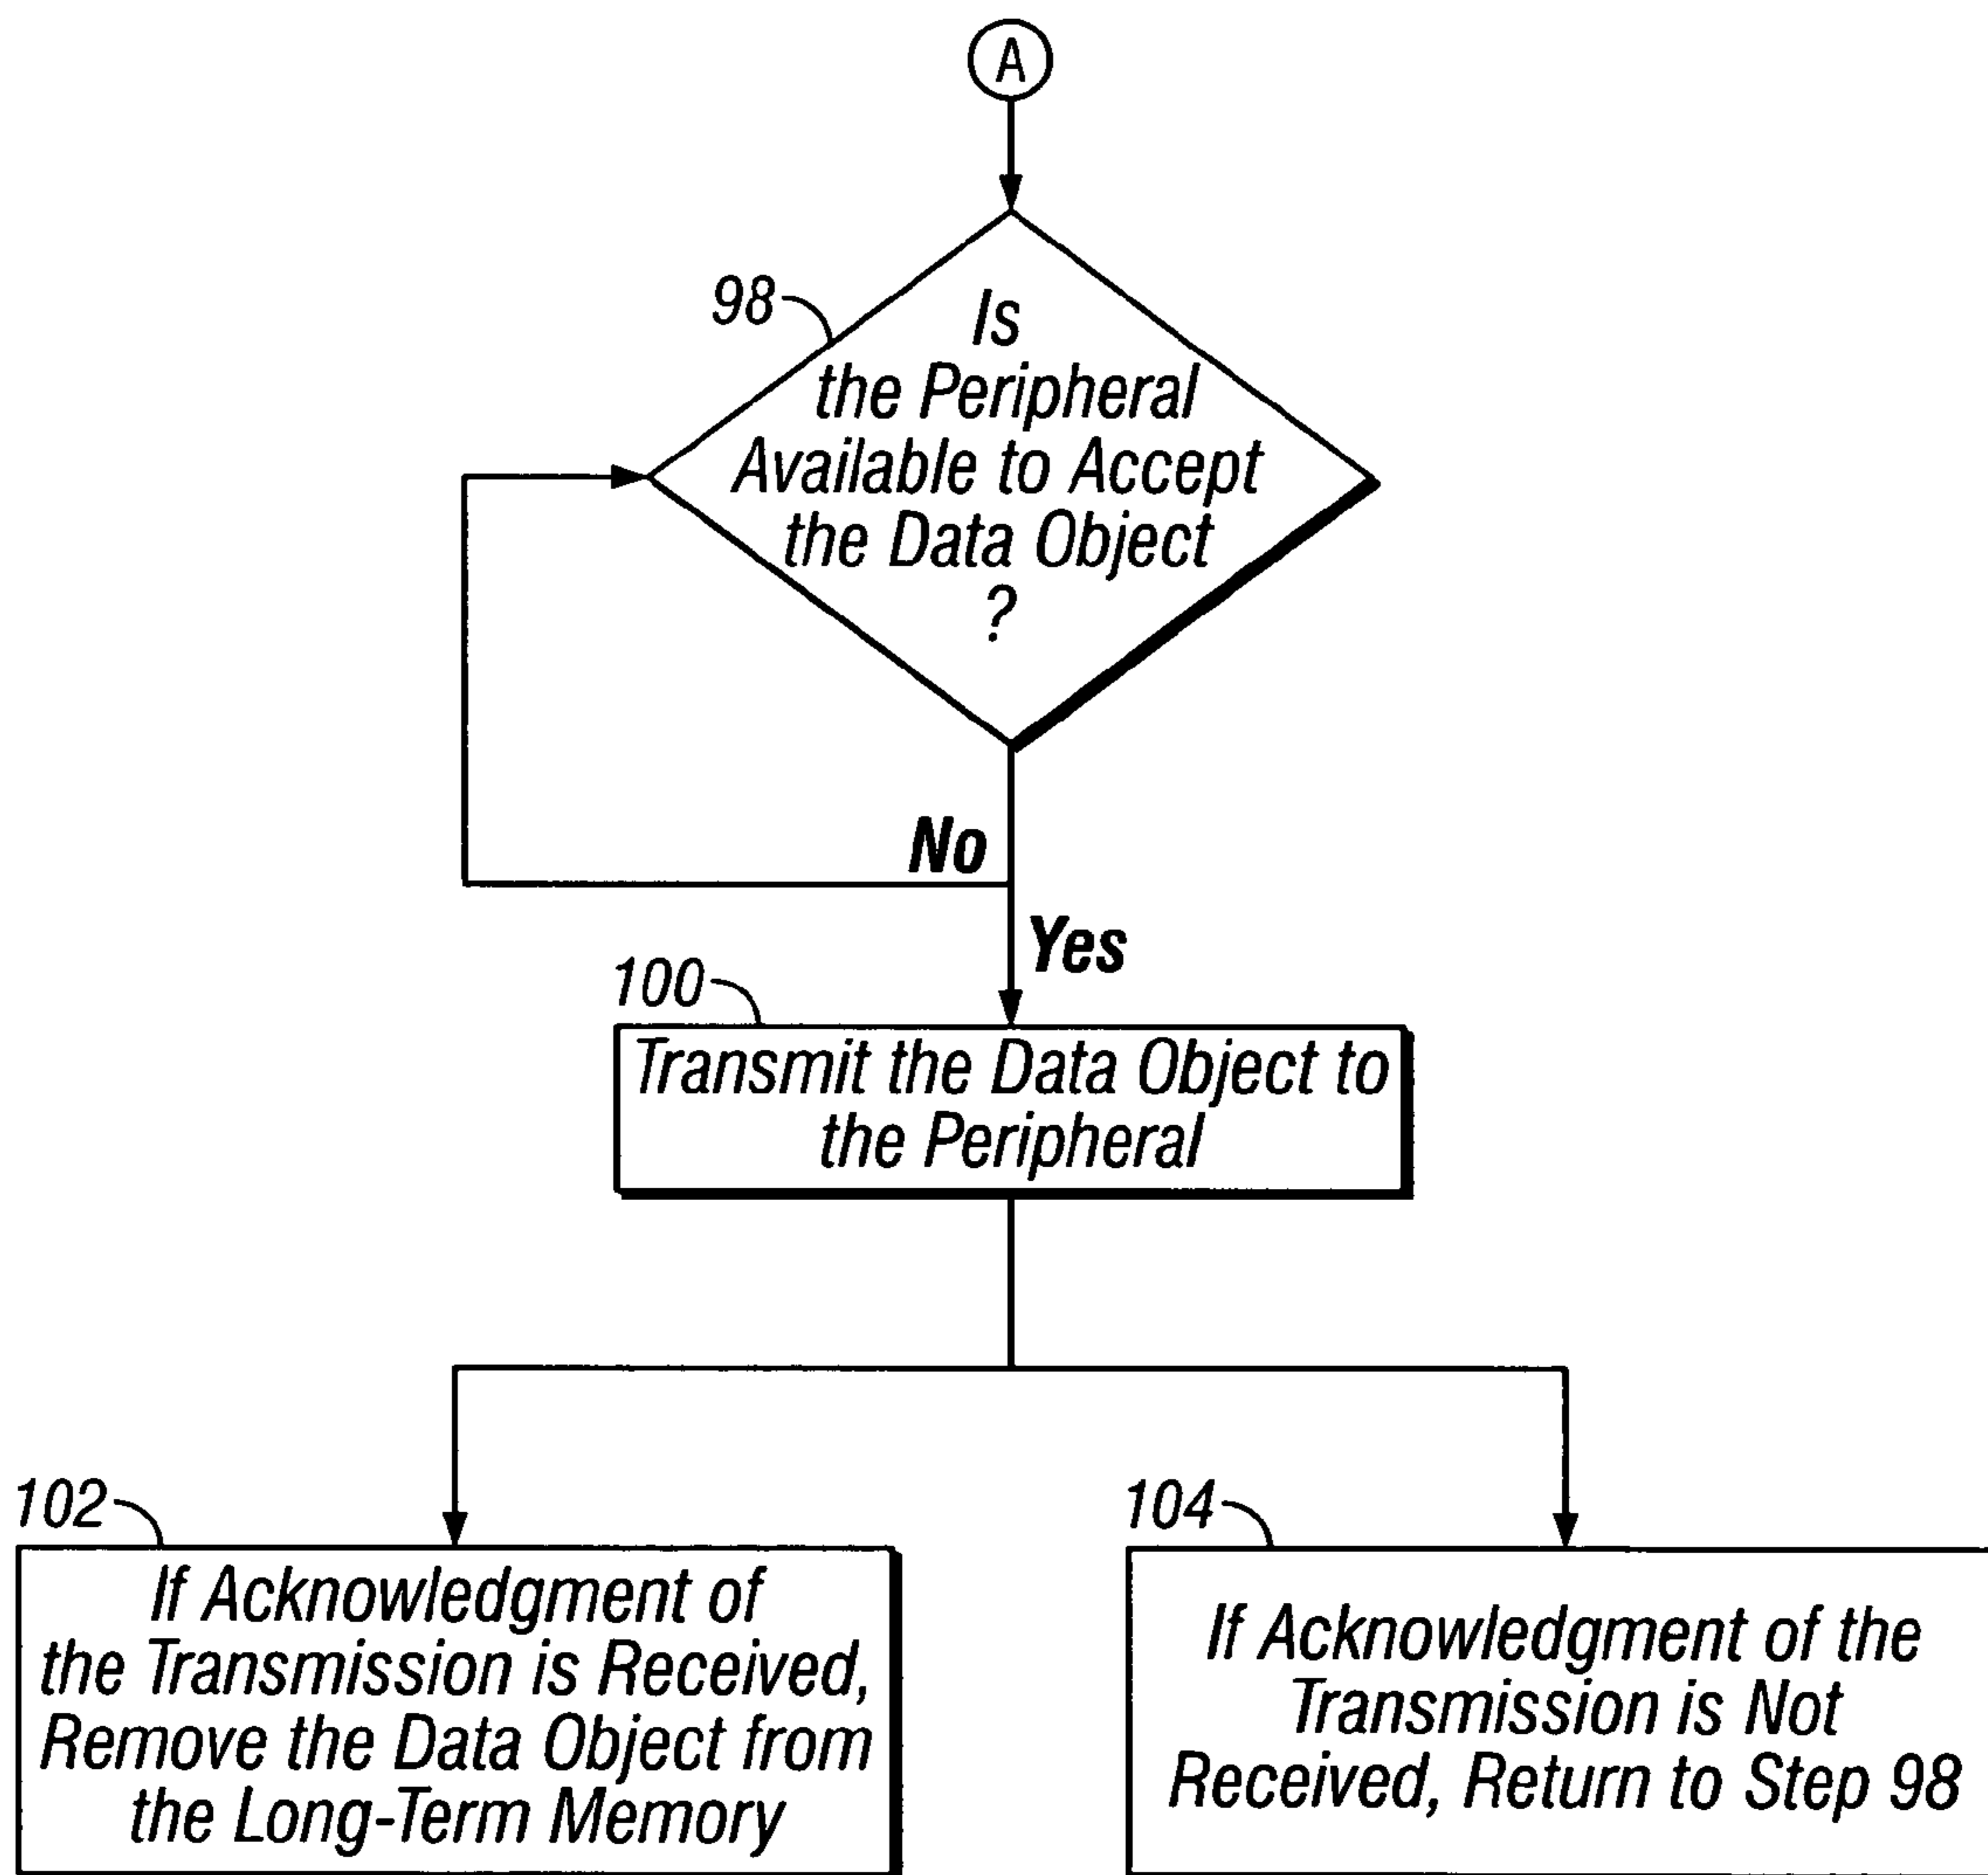 A
98
Is
the Peripheral
Available to Accept
the Data Object
?
No
Yes
100
Transmit the Data Object to
the Peripheral
102
If Acknowledgment of
the Transmission is Received,
Remove the Data Object from
the Long-Term Memory
104
If Acknowledgment of the
Transmission is Not
Received, Return to Step 98